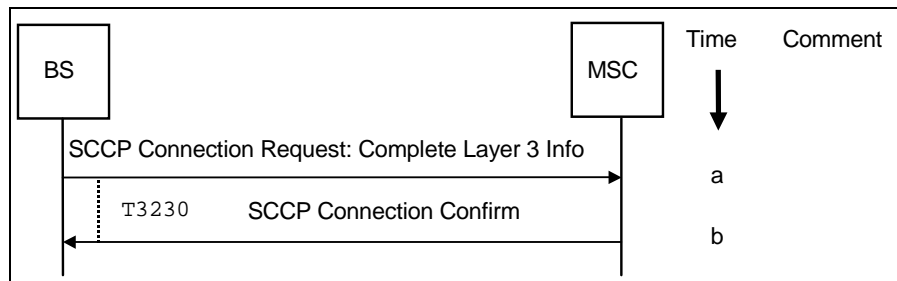 Time Comment
BS
MSC
SCCP Connection Request: Complete Layer 3 Info
a
T3230 SCCP Connection Confirm
b